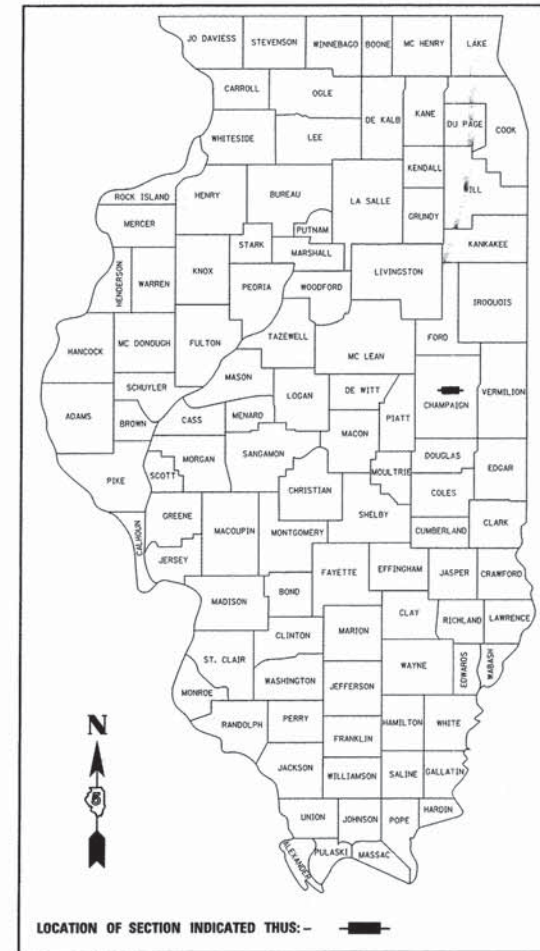 JO DAVIESS STEVENSON WINNEBAGO BOONE MC HENRY LAKE
CARROLL OGLE DE KALB KANE DU PAGE COOK
WHITESIDE LEE KENDALL
ROCK ISLAND HENRY BUREAU LA SALLE GRUNDY
MERCER PUTNAM KANKAKEE
STARK MARSHALL
HENDERSON WARREN KNOX PEORIA WOODFORD LIVINGSTON IROQUOIS
HANCOCK MC DONOUGH FULTON TAZEWELL MC LEAN FORD
MASON
SCHUYLER LOGAN DE WITT CHAMPAIGN VERMILION
ADAMS BROWN CASS MENARD MACON PIATT
MORGAN SANGAMON DOUGLAS EDGAR
PIKE SCOTT CHRISTIAN MOULTRIE COLES
GREENE MACOUPIN MONTGOMERY SHELBY CUMBERLAND CLARK
CALHOUN JERSEY
FAYETTE EFFINGHAM JASPER CRAWFORD
MADISON BOND
CLINTON MARION CLAY RICHLAND LAWRENCE
ST. CLAIR WAYNE EDWARDS WABASH
WASHINGTON JEFFERSON
MONROE
RANDOLPH PERRY HAMILTON WHITE
FRANKLIN
JACKSON WILLIAMSON SALINE GALLATIN
HARDIN
UNION JOHNSON POPE
ALEXANDER PULASKI MASSAC
N
LOCATION OF SECTION INDICATED THUS: -